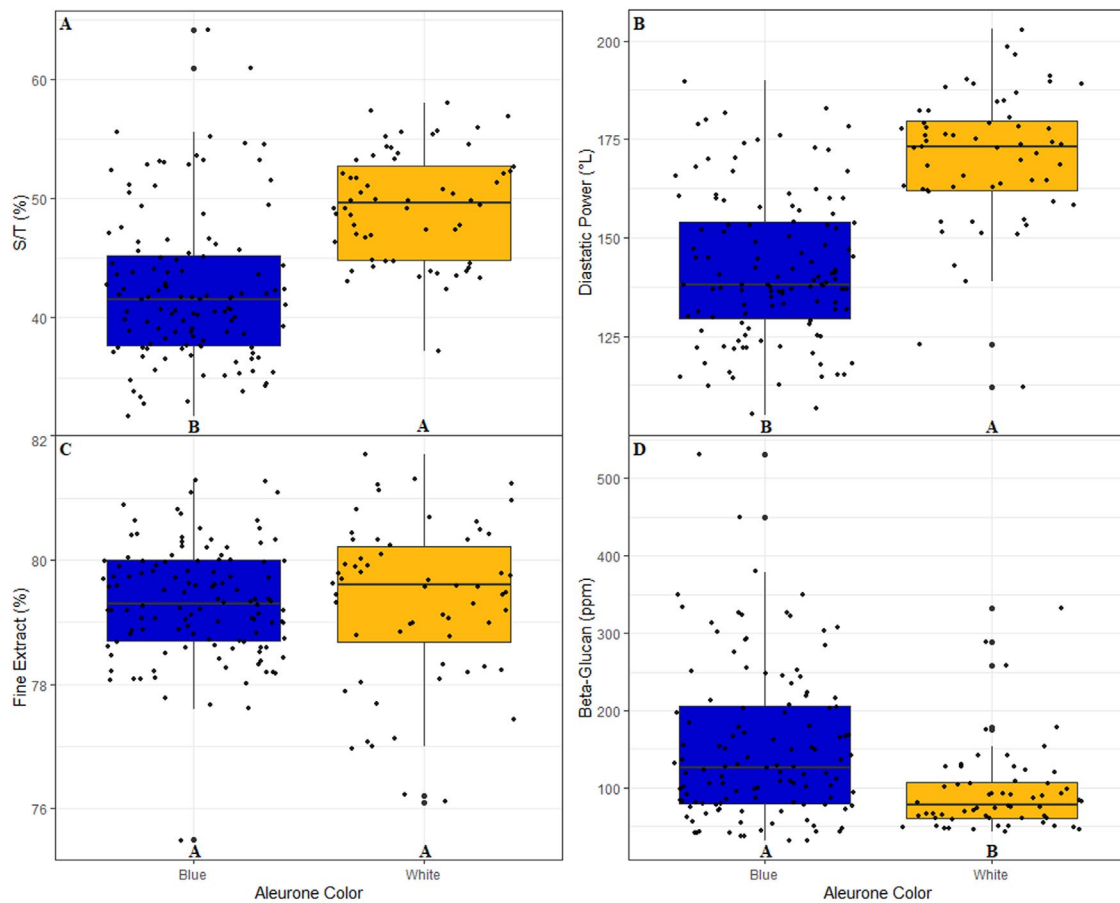 A
S/T (%)
60
50
40
B
A
B
Diastatic Power (°L)
200
175
150
125
B
A
C
Fine Extract (%)
82
80
78
76
A
A
Blue
White
Aleurone Color
D
Beta-Glucan (ppm)
500
400
300
200
100
A
B
Blue
White
Aleurone Color